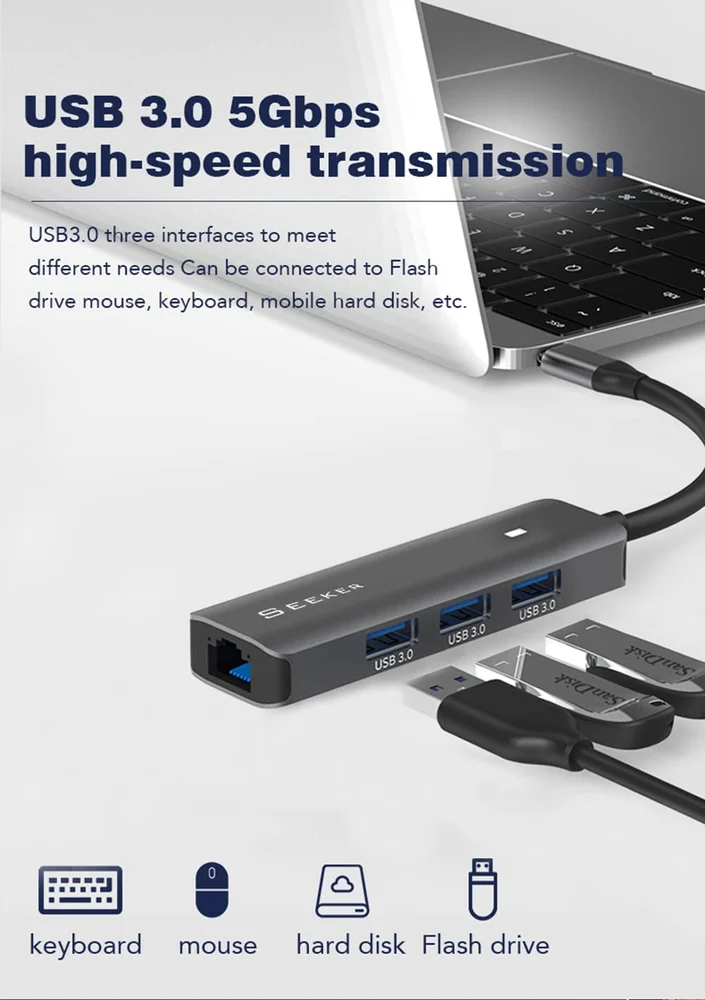 USB 3.0 5Gbps
high-speed transmission
USB3.0 three interfaces to meet
different needs Can be connected to Flash
drive mouse, keyboard, mobile hard disk, etc.
command
esc
SEEKER
USB 3.0
USB 3.0
USB 3.0
SanDisk
SanDisk
keyboard
mouse
hard disk
Flash drive